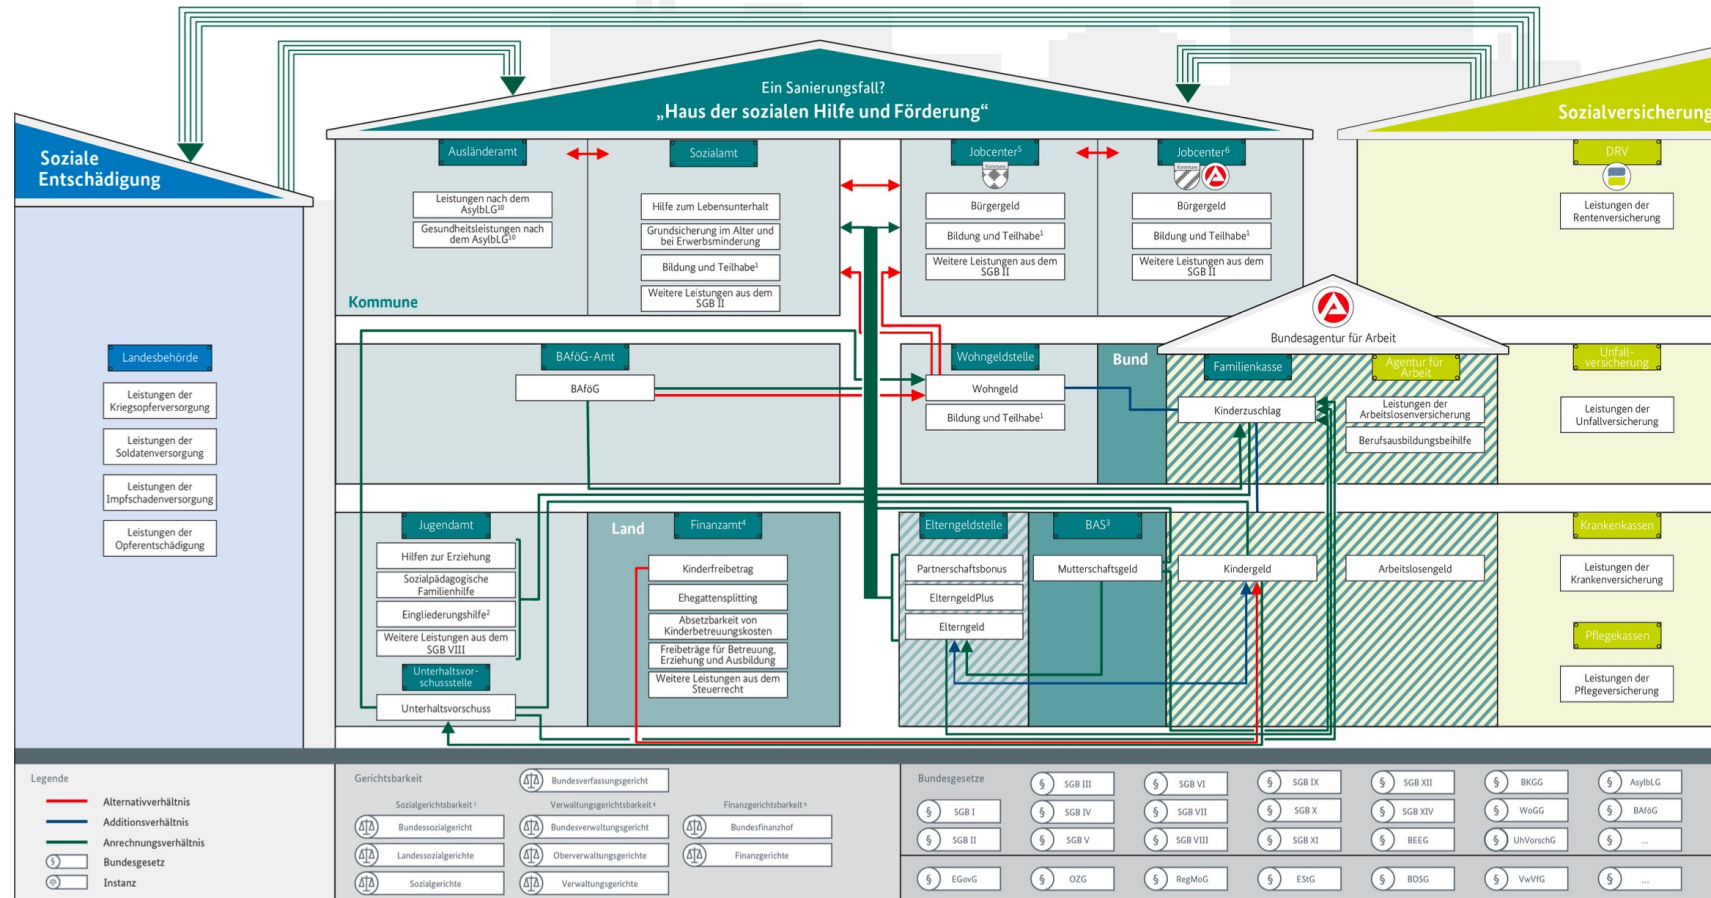 Ein Sanierungsfall?
„Haus der sozialen Hilfe und Förderung“
Soziale
Entschädigung
Sozialversicherung
Landesbehörde
Leistungen der
Kriegsopferversorgung
Leistungen der
Soldatenversorgung
Leistungen der
Impfschadenversorgung
Leistungen der
Opferentschädigung
Ausländeramt
Leistungen nach dem
AsylbLG¹⁰
Gesundheitsleistungen nach
dem AsylbLG¹⁰
Kommune
Sozialamt
Hilfe zum Lebensunterhalt
Grundsicherung im Alter und
bei Erwerbsminderung
Bildung und Teilhabe¹
Weitere Leistungen aus dem
SGB II
Jobcenter⁵
Kommune
Bürgergeld
Bildung und Teilhabe¹
Weitere Leistungen aus dem
SGB II
Jobcenter⁶
Kommune
Bürgergeld
Bildung und Teilhabe¹
Weitere Leistungen aus dem
SGB II
DRV
Leistungen der
Rentenversicherung
BAföG-Amt
BAföG
Wohngeldstelle
Wohngeld
Bildung und Teilhabe¹
Bund
Bundesagentur für Arbeit
Familienkasse
Kinderzuschlag
Agentur für
Arbeit
Leistungen der
Arbeitslosenversicherung
Berufsausbildungsbeihilfe
Unfall-
versicherung
Leistungen der
Unfallversicherung
Jugendamt
Hilfen zur Erziehung
Sozialpädagogische
Familienhilfe
Eingliederungshilfe²
Weitere Leistungen aus dem
SGB VIII
Unterhaltsvor-
schussstelle
Unterhaltsvorschuss
Land
Finanzamt⁴
Kinderfreibetrag
Ehegattensplitting
Absetzbarkeit von
Kinderbetreuungskosten
Freibeträge für Betreuung,
Erziehung und Ausbildung
Weitere Leistungen aus dem
Steuerrecht
Elterngeldstelle
Partnerschaftsbonus
ElterngeldPlus
Elterngeld
BAS³
Mutterschaftsgeld
Kindergeld
Arbeitslosengeld
Krankenkassen
Leistungen der
Krankenversicherung
Pflegekassen
Leistungen der
Pflegeversicherung
Legende
Alternativverhältnis
Additionsverhältnis
Anrechnungsverhältnis
§ Bundesgesetz
Instanz
Gerichtsbarkeit
Bundesverfassungsgericht
Sozialgerichtsbarkeit⁷
Verwaltungsgerichtsbarkeit⁸
Finanzgerichtsbarkeit⁹
Bundessozialgericht
Bundesverwaltungsgericht
Bundesfinanzhof
Landessozialgerichte
Oberverwaltungsgerichte
Finanzgerichte
Sozialgerichte
Verwaltungsgerichte
Bundesgesetze
§ SGB I
§ SGB II
§ SGB III
§ SGB IV
§ SGB V
§ SGB VI
§ SGB VII
§ SGB VIII
§ SGB IX
§ SGB X
§ SGB XI
§ SGB XII
§ SGB XIV
§ BEEG
§ BKGG
§ WoGG
§ UhVorschG
§ AsylbLG
§ BAföG
§ ...
§ EGovG
§ OZG
§ RegMoG
§ EStG
§ BDSG
§ VwVfG
§ ...